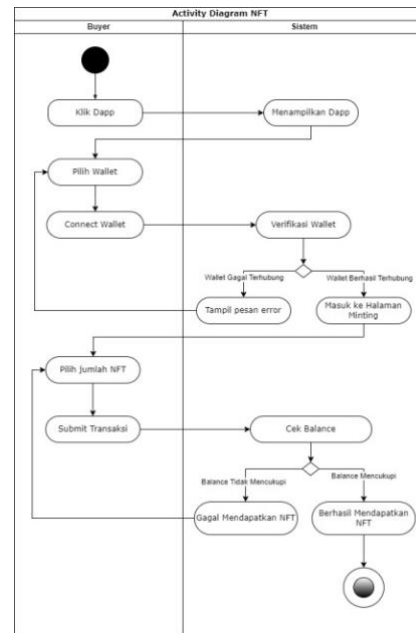 Activity Diagram NFT
Buyer
Sistem
Klik Dapp
Menampilkan Dapp
Pilih Wallet
Connect Wallet
Verifikasi Wallet
Wallet Gagal Terhubung
Wallet Berhasil Terhubung
Tampil pesan error
Masuk ke Halaman
Minting
Pilih jumlah NFT
Submit Transaksi
Cek Balance
Balance Tidak Mencukupi
Balance Mencukupi
Gagal Mendapatkan NFT
Berhasil Mendapatkan
NFT